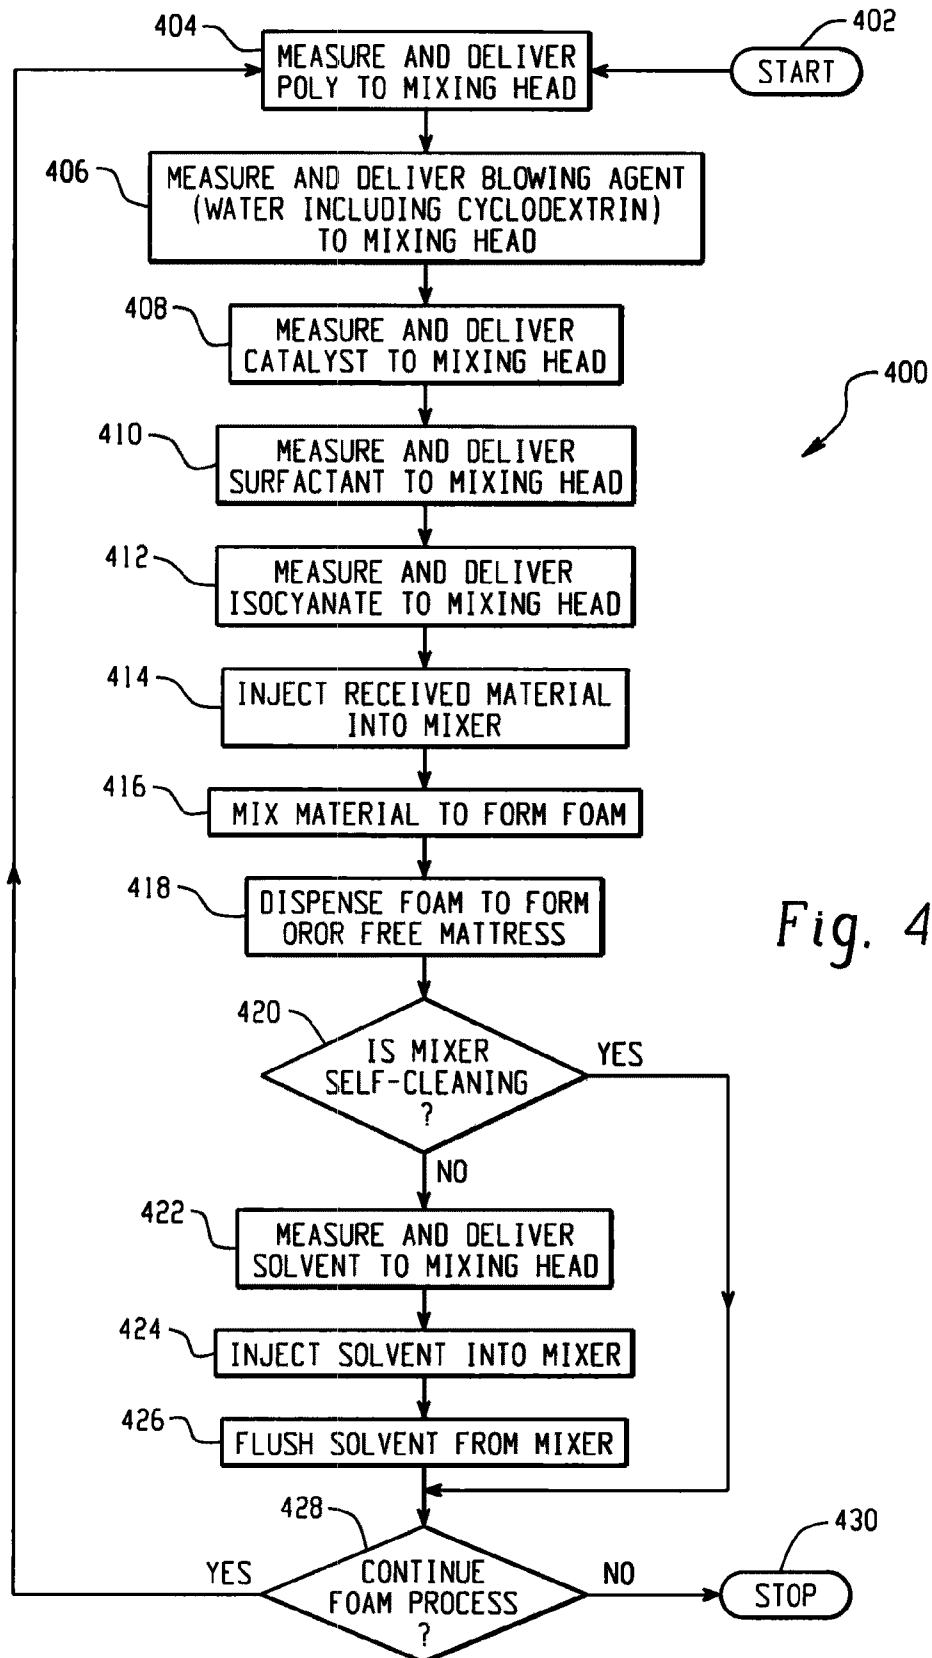 404
MEASURE AND DELIVER
POLY TO MIXING HEAD
402
START
406
MEASURE AND DELIVER BLOWING AGENT
(WATER INCLUDING CYCLODEXTRIN)
TO MIXING HEAD
408
MEASURE AND DELIVER
CATALYST TO MIXING HEAD
400
410
MEASURE AND DELIVER
SURFACTANT TO MIXING HEAD
412
MEASURE AND DELIVER
ISOCYANATE TO MIXING HEAD
414
INJECT RECEIVED MATERIAL
INTO MIXER
416
MIX MATERIAL TO FORM FOAM
418
DISPENSE FOAM TO FORM
OROR FREE MATTRESS
Fig. 4
420
IS MIXER
SELF-CLEANING
?
YES
NO
422
MEASURE AND DELIVER
SOLVENT TO MIXING HEAD
424
INJECT SOLVENT INTO MIXER
426
FLUSH SOLVENT FROM MIXER
428
CONTINUE
FOAM PROCESS
?
YES
NO
430
STOP